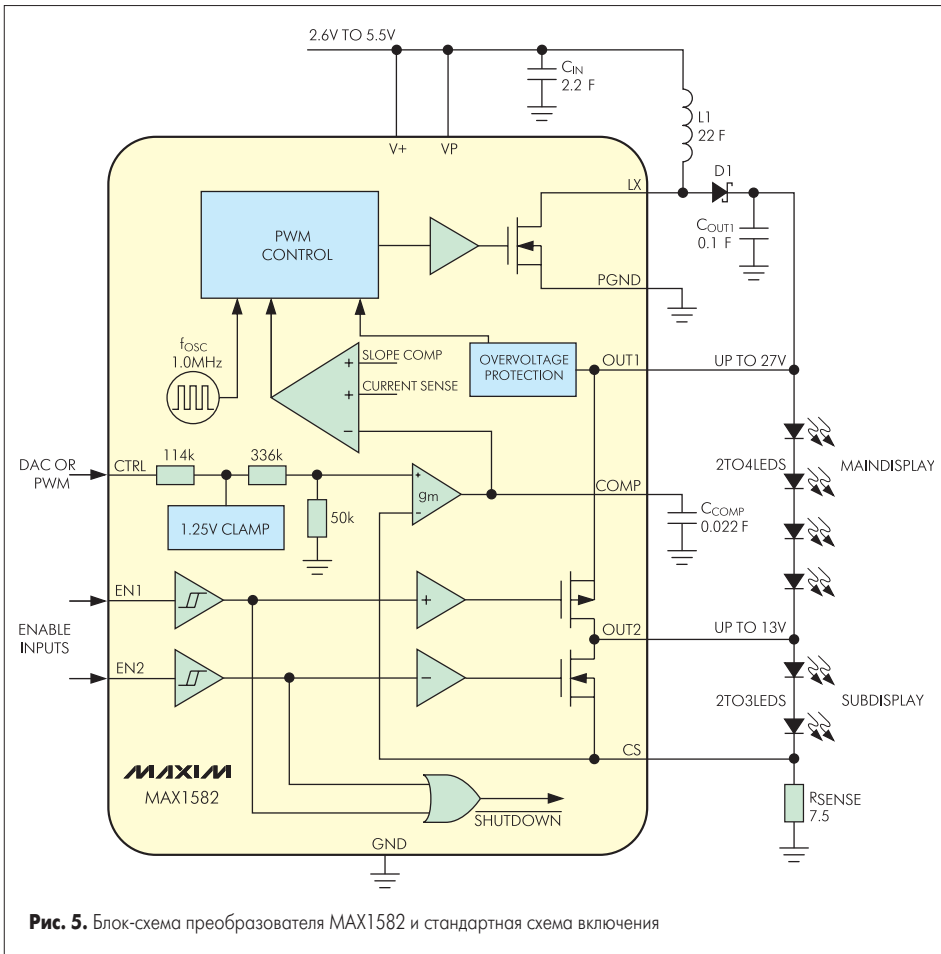 2.6V TO 5.5V
CIN
2.2 F
L1
22 F
V+
VP
LX
D1
COUT1
0.1 F
PWM
CONTROL
PGND
fOSC
1.0MHz
SLOPE COMP
CURRENT SENSE
OVERVOLTAGE
PROTECTION
OUT1
UP TO 27V
+
+
−
DAC OR
PWM
CTRL
114k
336k
+
gm
−
COMP
2TO4LEDS
MAINDISPLAY
1.25V CLAMP
50k
CCOMP
0.022 F
EN1
+
ENABLE
INPUTS
OUT2
UP TO 13V
EN2
−
2TO3LEDS
SUBDISPLAY
CS
MAXIM
MAX1582
SHUTDOWN
RSENSE
7.5
GND
Рис. 5. Блок-схема преобразователя MAX1582 и стандартная схема включения